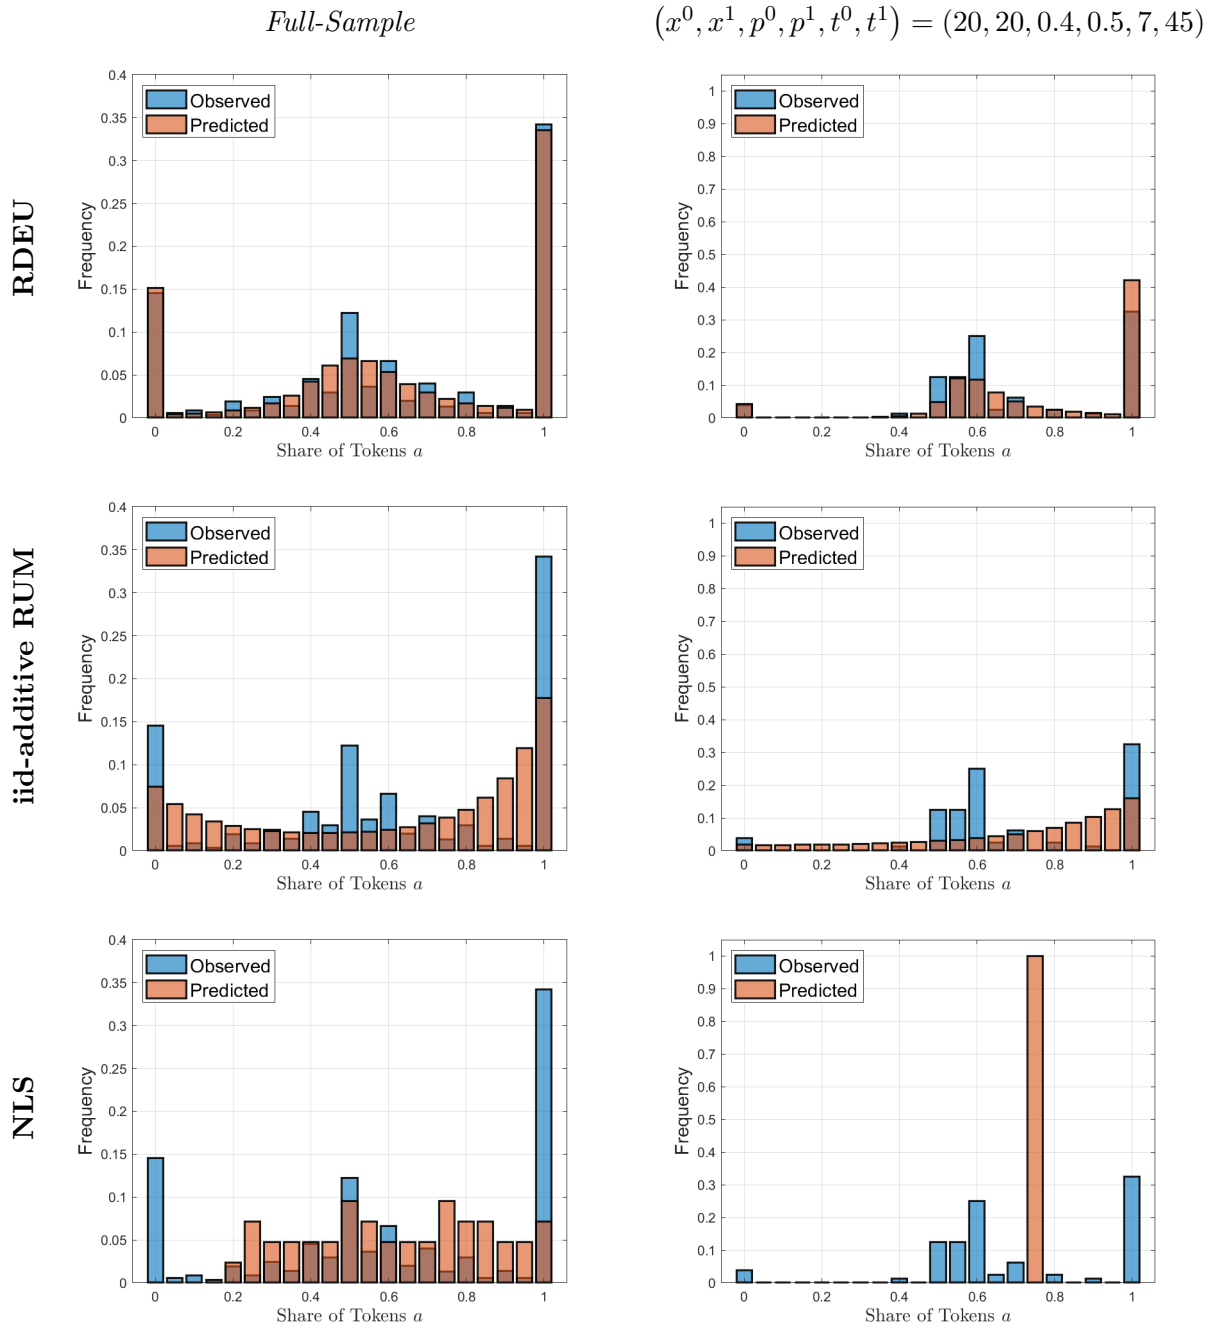 Full-Sample
(x⁰, x¹, p⁰, p¹, t⁰, t¹) = (20, 20, 0.4, 0.5, 7, 45)
RDEU
Frequency
0.4
0.35
0.3
0.25
0.2
0.15
0.1
0.05
0
Observed
Predicted
0 0.2 0.4 0.6 0.8 1
Share of Tokens a
Frequency
1
0.9
0.8
0.7
0.6
0.5
0.4
0.3
0.2
0.1
0
Observed
Predicted
0 0.2 0.4 0.6 0.8 1
Share of Tokens a
iid-additive RUM
Frequency
0.4
0.35
0.3
0.25
0.2
0.15
0.1
0.05
0
Observed
Predicted
0 0.2 0.4 0.6 0.8 1
Share of Tokens a
Frequency
1
0.9
0.8
0.7
0.6
0.5
0.4
0.3
0.2
0.1
0
Observed
Predicted
0 0.2 0.4 0.6 0.8 1
Share of Tokens a
NLS
Frequency
0.4
0.35
0.3
0.25
0.2
0.15
0.1
0.05
0
Observed
Predicted
0 0.2 0.4 0.6 0.8 1
Share of Tokens a
Frequency
1
0.9
0.8
0.7
0.6
0.5
0.4
0.3
0.2
0.1
0
Observed
Predicted
0 0.2 0.4 0.6 0.8 1
Share of Tokens a